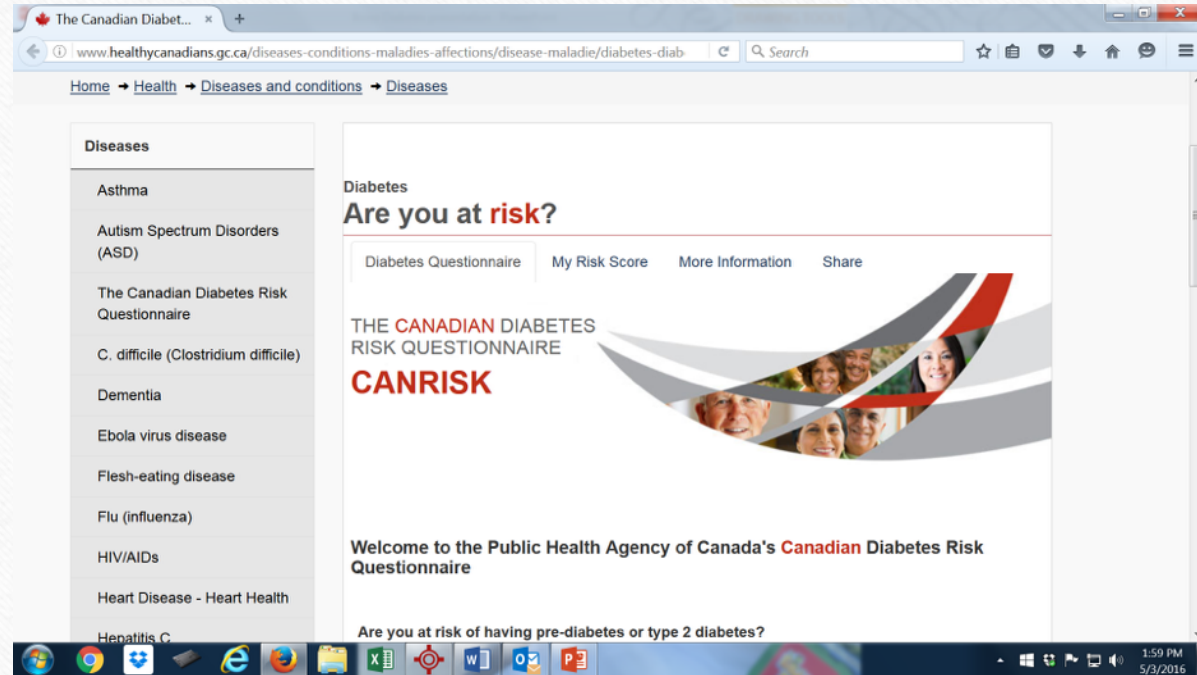 The Canadian Diabet...
www.healthycanadians.gc.ca/diseases-conditions-maladies-affections/disease-maladie/diabetes-diab
Search
Home → Health → Diseases and conditions → Diseases
Diseases
Asthma
Autism Spectrum Disorders
(ASD)
The Canadian Diabetes Risk
Questionnaire
C. difficile (Clostridium difficile)
Dementia
Ebola virus disease
Flesh-eating disease
Flu (influenza)
HIV/AIDs
Heart Disease - Heart Health
Hepatitis C
Diabetes
Are you at risk?
Diabetes Questionnaire My Risk Score More Information Share
THE CANADIAN DIABETES
RISK QUESTIONNAIRE
CANRISK
Welcome to the Public Health Agency of Canada's Canadian Diabetes Risk
Questionnaire
Are you at risk of having pre-diabetes or type 2 diabetes?
1:59 PM
5/3/2016